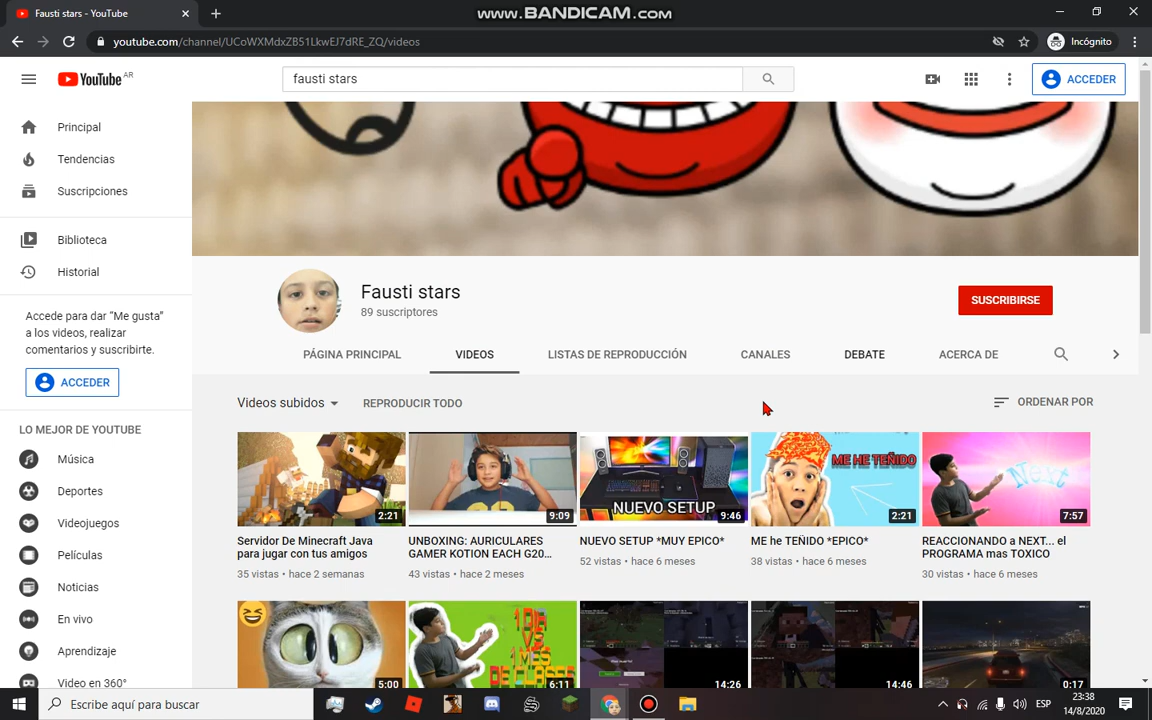 Fausti stars - YouTube
www.BANDICAM.com
youtube.com/channel/UCoWXMdxZB51LkwEJ7dRE_ZQ/videos
Incógnito
YouTube AR
fausti stars
ACCEDER
Principal
Tendencias
Suscripciones
Biblioteca
Historial
Accede para dar “Me gusta”
a los videos, realizar
comentarios y suscribirte.
ACCEDER
LO MEJOR DE YOUTUBE
Música
Deportes
Videojuegos
Películas
Noticias
En vivo
Aprendizaje
Video en 360°
Fausti stars
89 suscriptores
SUSCRIBIRSE
PÁGINA PRINCIPAL
VIDEOS
LISTAS DE REPRODUCCIÓN
CANALES
DEBATE
ACERCA DE
Videos subidos
REPRODUCIR TODO
ORDENAR POR
2:21
9:09
NUEVO SETUP
9:46
ME HE TEÑIDO
2:21
Next
7:57
Servidor De Minecraft Java
para jugar con tus amigos
35 vistas • hace 2 semanas
UNBOXING: AURICULARES
GAMER KOTION EACH G20...
43 vistas • hace 2 meses
NUEVO SETUP *MUY EPICO*
52 vistas • hace 6 meses
ME he TEÑIDO *EPICO*
38 vistas • hace 6 meses
REACCIONANDO a NEXT... el
PROGRAMA mas TOXICO
30 vistas • hace 6 meses
5:00
1 DIA
VS
1 MES
DE CLASES
6:11
14:26
14:46
0:17
Escribe aquí para buscar
ESP
23:38
14/8/2020